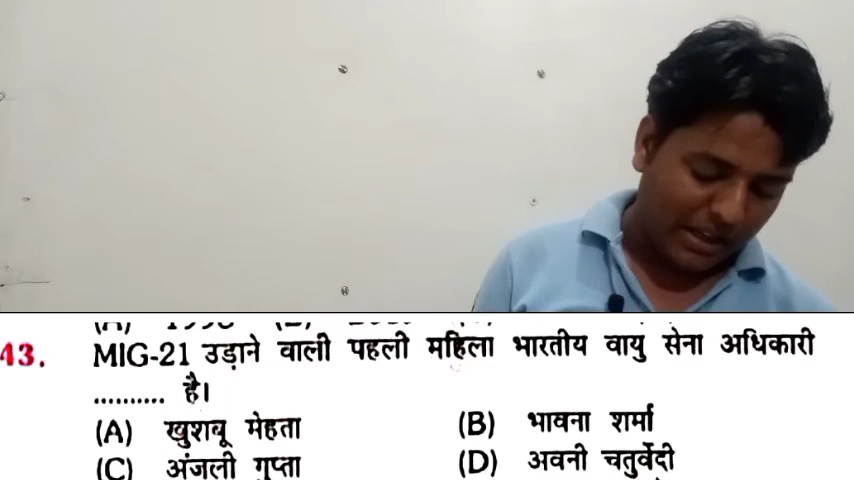 43. MIG-21 उड़ाने वाली पहली महिला भारतीय वायु सेना अधिकारी
.......... है।
(A) खुशबू मेहता (B) भावना शर्मा
(C) अंजली गुप्ता (D) अवनी चतुर्वेदी